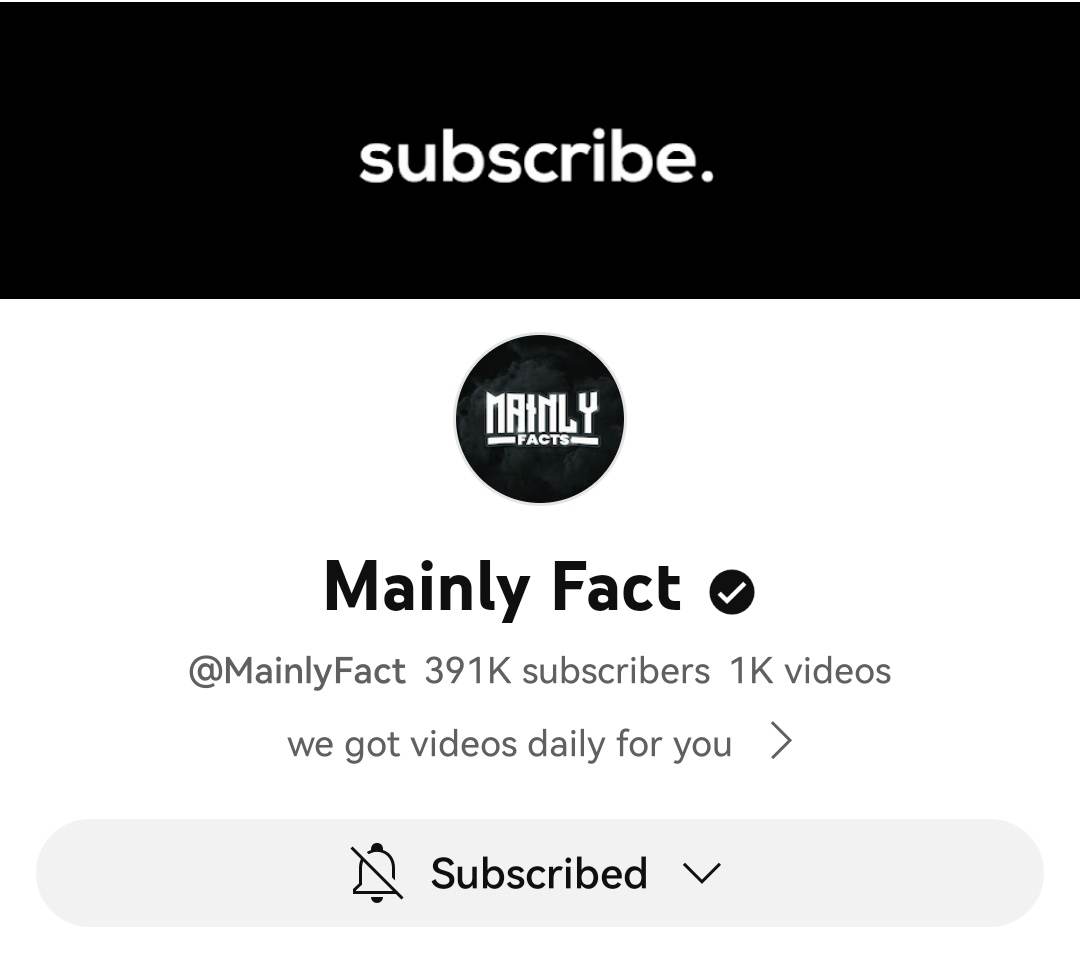 subscribe.
MAINLY
FACTS
Mainly Fact
@MainlyFact 391K subscribers 1K videos
we got videos daily for you
Subscribed